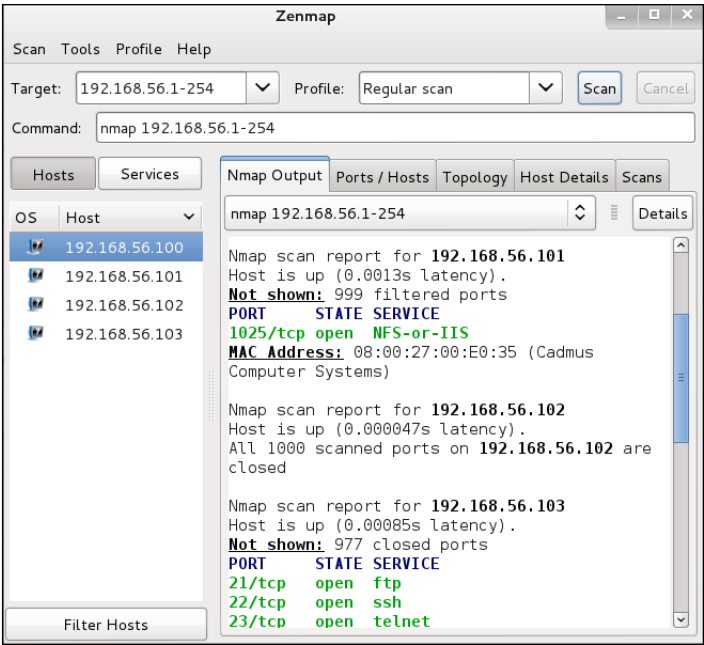 Zenmap
Scan Tools Profile Help
Target: 192.168.56.1-254 Profile: Regular scan Scan Cancel
Command: nmap 192.168.56.1-254
Hosts Services
Nmap Output Ports / Hosts Topology Host Details Scans
OS Host
192.168.56.100
192.168.56.101
192.168.56.102
192.168.56.103
Filter Hosts
nmap 192.168.56.1-254 Details
Nmap scan report for 192.168.56.101
Host is up (0.0013s latency).
Not shown: 999 filtered ports
PORT STATE SERVICE
1025/tcp open NFS-or-IIS
MAC Address: 08:00:27:00:E0:35 (Cadmus
Computer Systems)
Nmap scan report for 192.168.56.102
Host is up (0.000047s latency).
All 1000 scanned ports on 192.168.56.102 are
closed
Nmap scan report for 192.168.56.103
Host is up (0.00085s latency).
Not shown: 977 closed ports
PORT STATE SERVICE
21/tcp open ftp
22/tcp open ssh
23/tcp open telnet